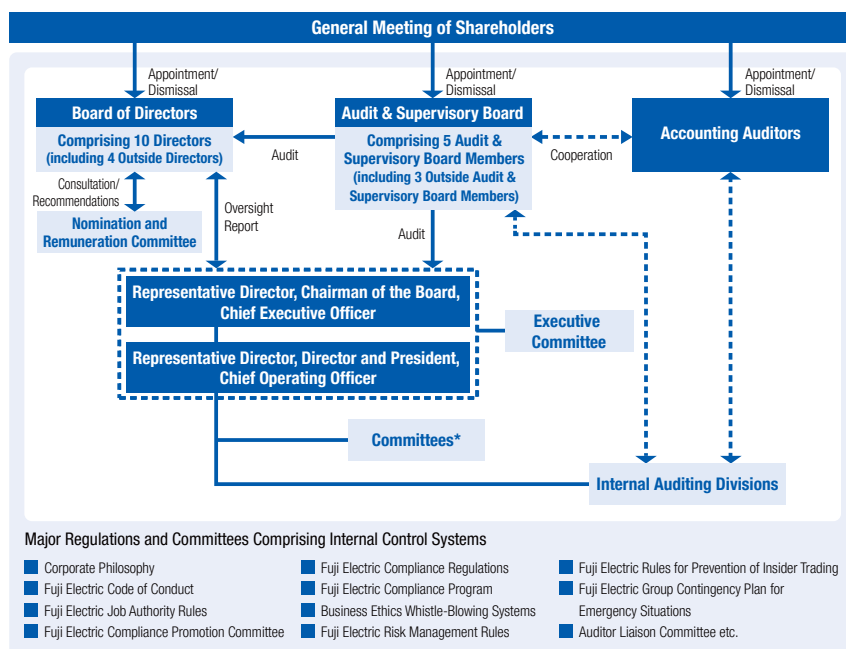 General Meeting of Shareholders
Appointment/
Dismissal
Appointment/
Dismissal
Appointment/
Dismissal
Board of Directors
Comprising 10 Directors
(including 4 Outside Directors)
Audit
Audit & Supervisory Board
Comprising 5 Audit &
Supervisory Board Members
(including 3 Outside Audit &
Supervisory Board Members)
Cooperation
Accounting Auditors
Consultation/
Recommendations
Nomination and
Remuneration Committee
Oversight
Report
Audit
Representative Director, Chairman of the Board,
Chief Executive Officer
Representative Director, Director and President,
Chief Operating Officer
Executive
Committee
Committees*
Internal Auditing Divisions
Major Regulations and Committees Comprising Internal Control Systems
Corporate Philosophy
Fuji Electric Code of Conduct
Fuji Electric Job Authority Rules
Fuji Electric Compliance Promotion Committee
Fuji Electric Compliance Regulations
Fuji Electric Compliance Program
Business Ethics Whistle-Blowing Systems
Fuji Electric Risk Management Rules
Fuji Electric Rules for Prevention of Insider Trading
Fuji Electric Group Contingency Plan for
Emergency Situations
Auditor Liaison Committee etc.